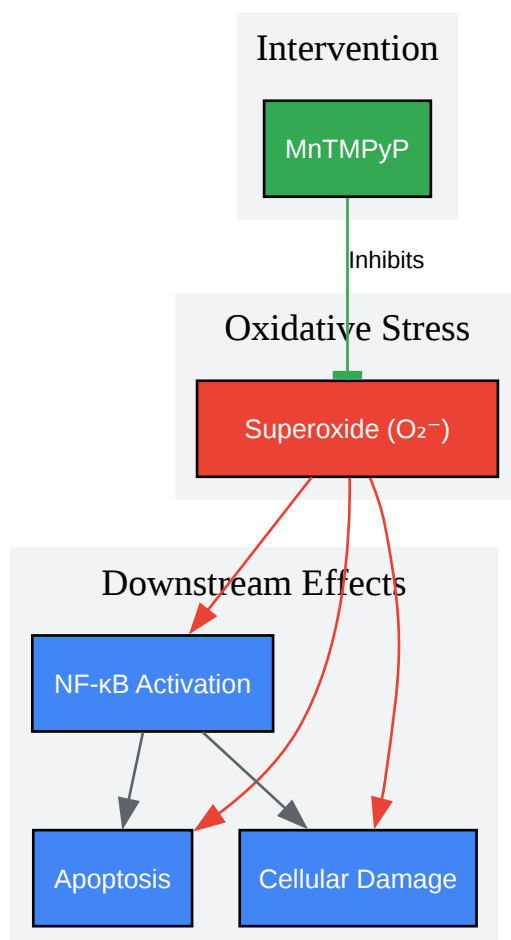 Intervention
MnTMPyP
Inhibits
Oxidative Stress
Superoxide (O₂⁻)
Downstream Effects
NF-κB Activation
Apoptosis
Cellular Damage